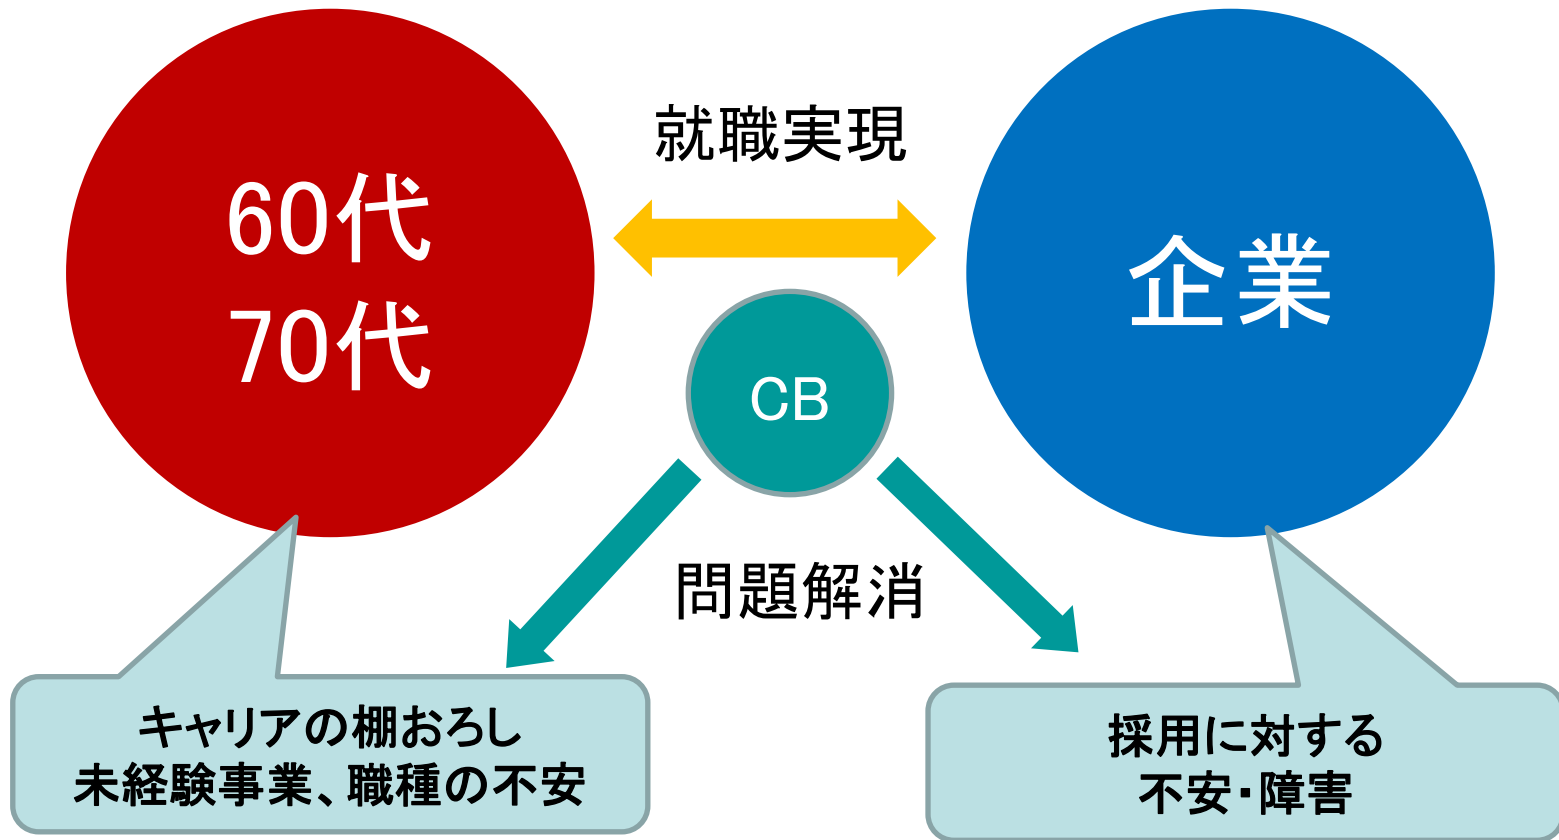 60代
70代
就職実現
企業
CB
問題解消
キャリアの棚おろし
未経験事業、職種の不安
採用に対する
不安・障害